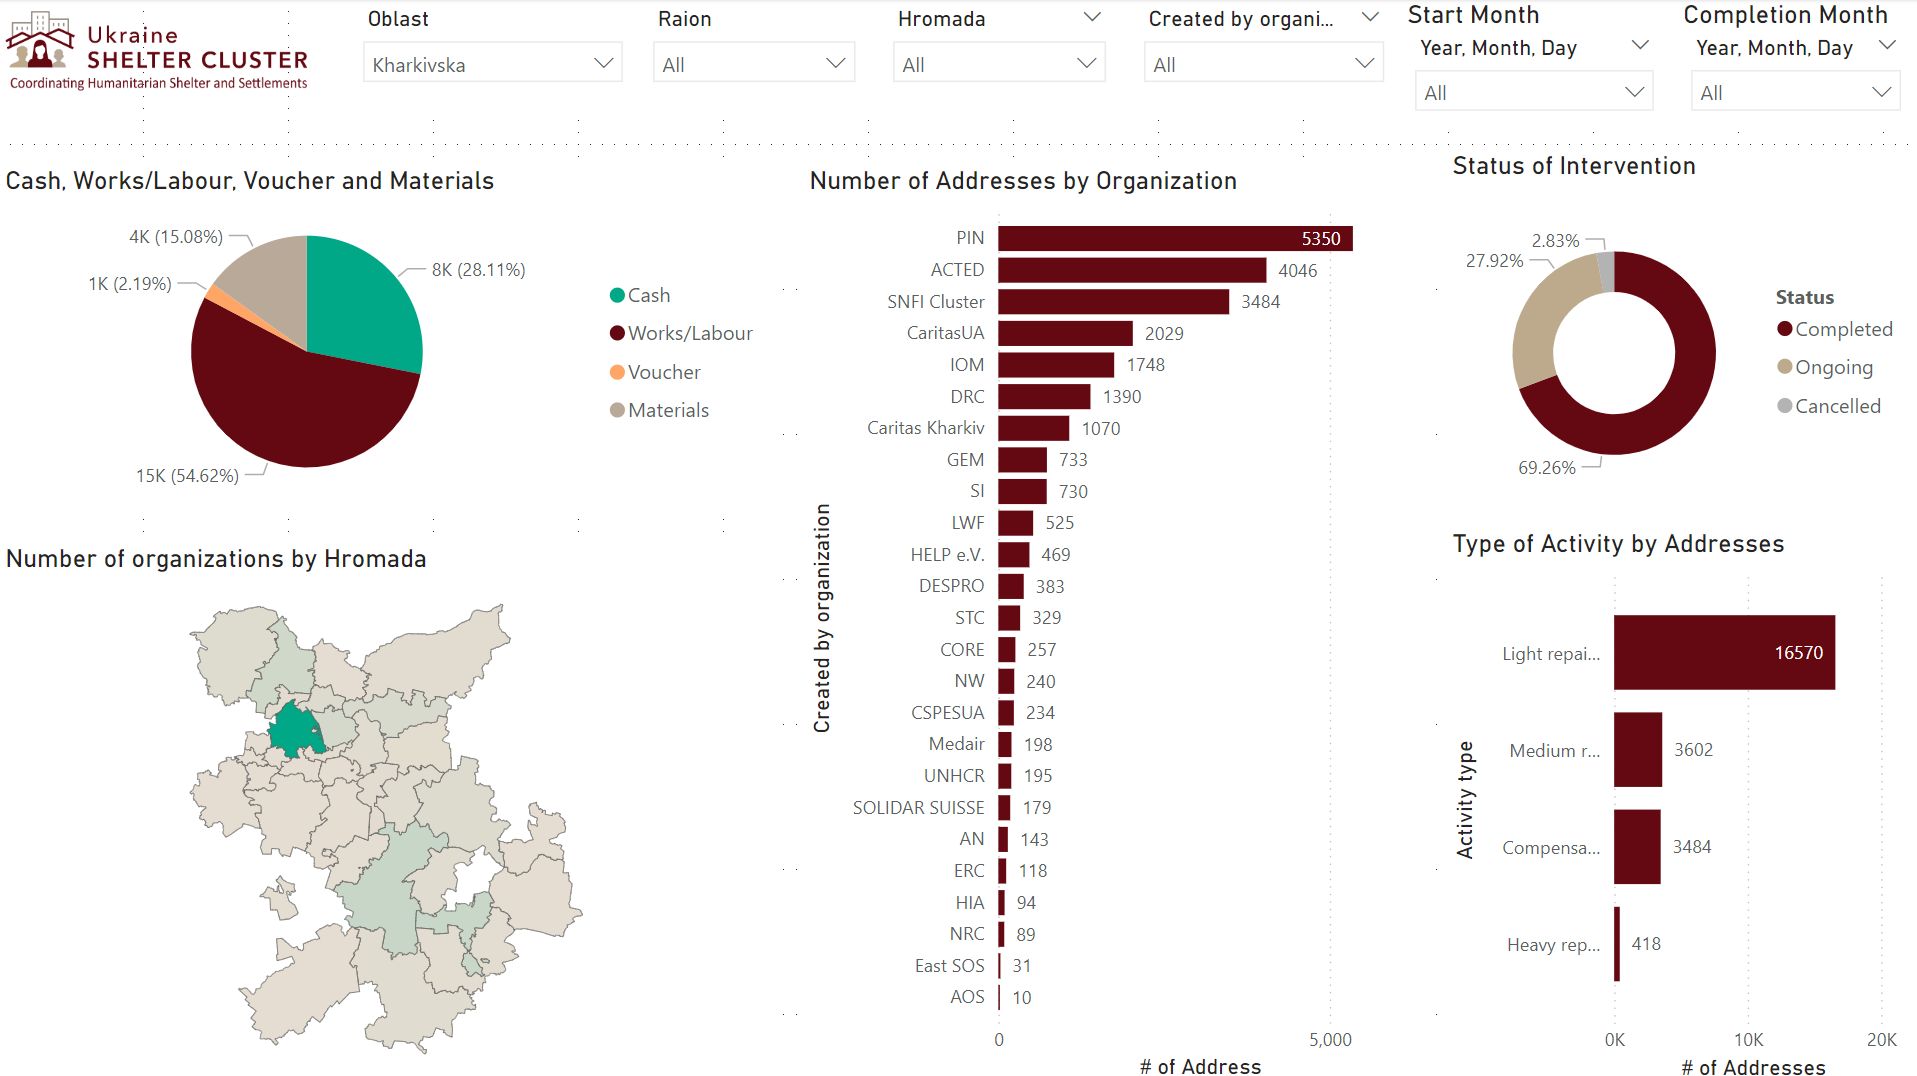 Ukraine
SHELTER CLUSTER
Coordinating Humanitarian Shelter and Settlements
Oblast
Kharkivska
Raion
All
Hromada
All
Created by organi...
All
Start Month
Year, Month, Day
All
Completion Month
Year, Month, Day
All
Cash, Works/Labour, Voucher and Materials
4K (15.08%)
1K (2.19%)
8K (28.11%)
15K (54.62%)
Cash
Works/Labour
Voucher
Materials
Number of organizations by Hromada
Number of Addresses by Organization
Created by organization
PIN 5350
ACTED 4046
SNFI Cluster 3484
CaritasUA 2029
IOM 1748
DRC 1390
Caritas Kharkiv 1070
GEM 733
SI 730
LWF 525
HELP e.V. 469
DESPRO 383
STC 329
CORE 257
NW 240
CSPESUA 234
Medair 198
UNHCR 195
SOLIDAR SUISSE 179
AN 143
ERC 118
HIA 94
NRC 89
East SOS 31
AOS 10
0 5,000
# of Address
Status of Intervention
2.83%
27.92%
69.26%
Status
Completed
Ongoing
Cancelled
Type of Activity by Addresses
Activity type
Light repai... 16570
Medium r... 3602
Compensa... 3484
Heavy rep... 418
0K 10K 20K
# of Addresses